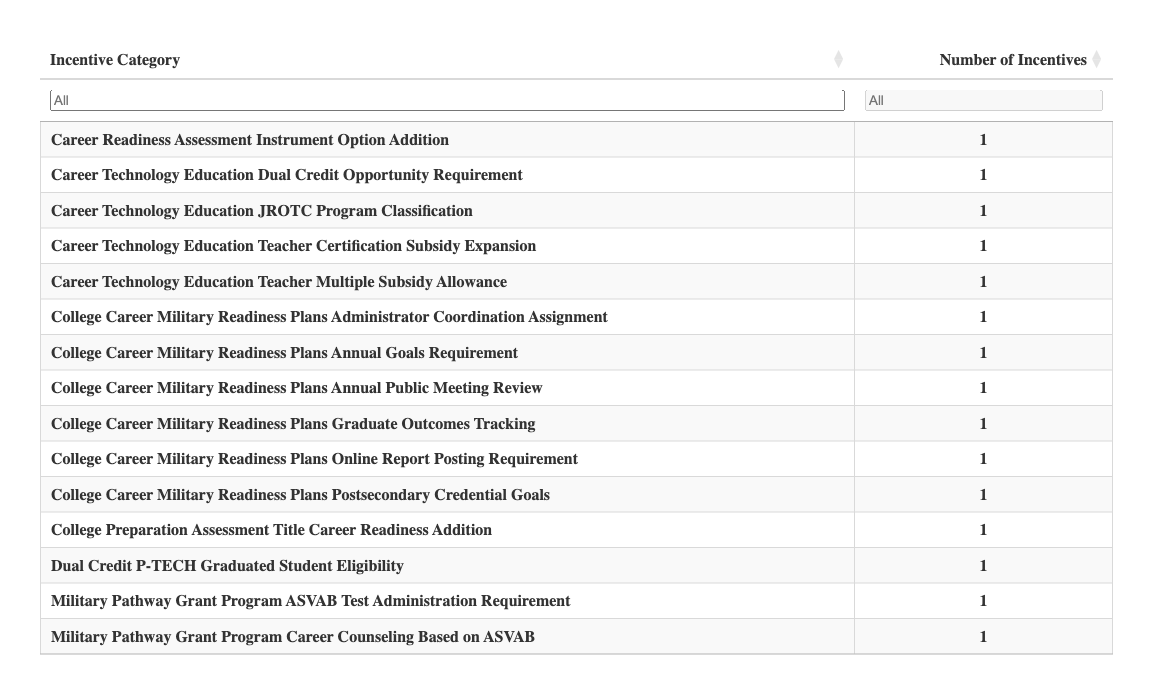 Incentive Category Number of Incentives
All All
Career Readiness Assessment Instrument Option Addition 1
Career Technology Education Dual Credit Opportunity Requirement 1
Career Technology Education JROTC Program Classification 1
Career Technology Education Teacher Certification Subsidy Expansion 1
Career Technology Education Teacher Multiple Subsidy Allowance 1
College Career Military Readiness Plans Administrator Coordination Assignment 1
College Career Military Readiness Plans Annual Goals Requirement 1
College Career Military Readiness Plans Annual Public Meeting Review 1
College Career Military Readiness Plans Graduate Outcomes Tracking 1
College Career Military Readiness Plans Online Report Posting Requirement 1
College Career Military Readiness Plans Postsecondary Credential Goals 1
College Preparation Assessment Title Career Readiness Addition 1
Dual Credit P-TECH Graduated Student Eligibility 1
Military Pathway Grant Program ASVAB Test Administration Requirement 1
Military Pathway Grant Program Career Counseling Based on ASVAB 1